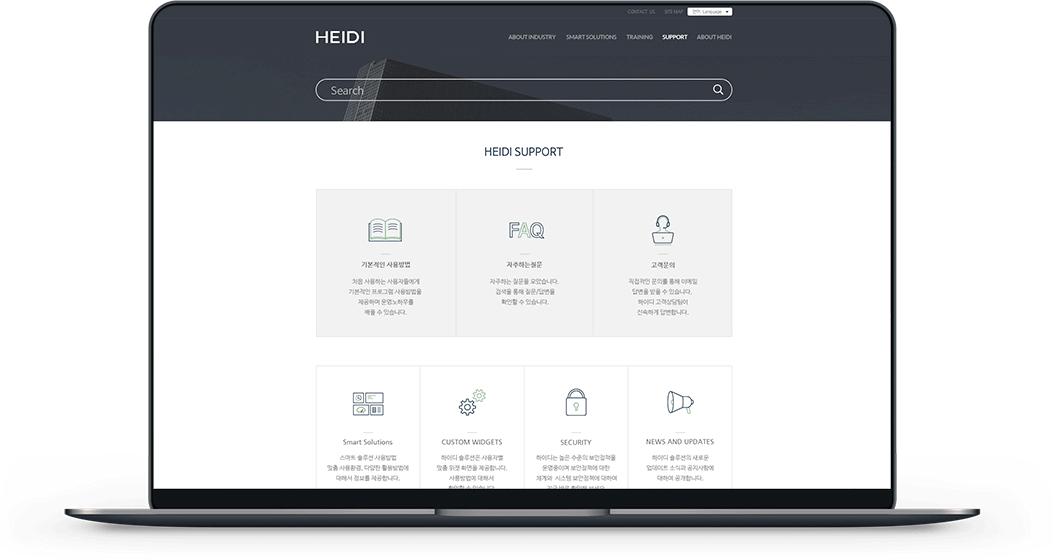 CONTACT US SITE MAP 언어, Language
HEIDI
ABOUT INDUSTRY SMART SOLUTIONS TRAINING SUPPORT ABOUT HEIDI
Search
HEIDI SUPPORT
기본적인 사용방법
처음 사용하는 사용자들에게
기본적인 프로그램 사용방법을
제공하며 운영노하우를
배울 수 있습니다.
FAQ
자주하는질문
자주하는 질문을 모았습니다.
검색을 통해 질문/답변을
확인할 수 있습니다.
고객문의
직접적인 문의를 통해 이메일
답변을 받을 수 있습니다.
하이디 고객상담팀이
신속하게 답변합니다.
Smart Solutions
스마트 솔루션 사용방법
맞춤 사용환경, 다양한 활용방법에
대해서 정보를 제공합니다.
CUSTOM WIDGETS
하이디 솔루션은 사용자별
맞춤 위젯 화면을 제공합니다.
사용방법에 대해서
확인할 수 있습니다
SECURITY
하이디는 높은 수준의 보안정책을
운영중이며 보안정책에 대한
체계와 시스템 보안정책에 대하여
NEWS AND UPDATES
하이디 솔루션의 새로운
업데이트 소식과 공지사항에
대하여 공개합니다.